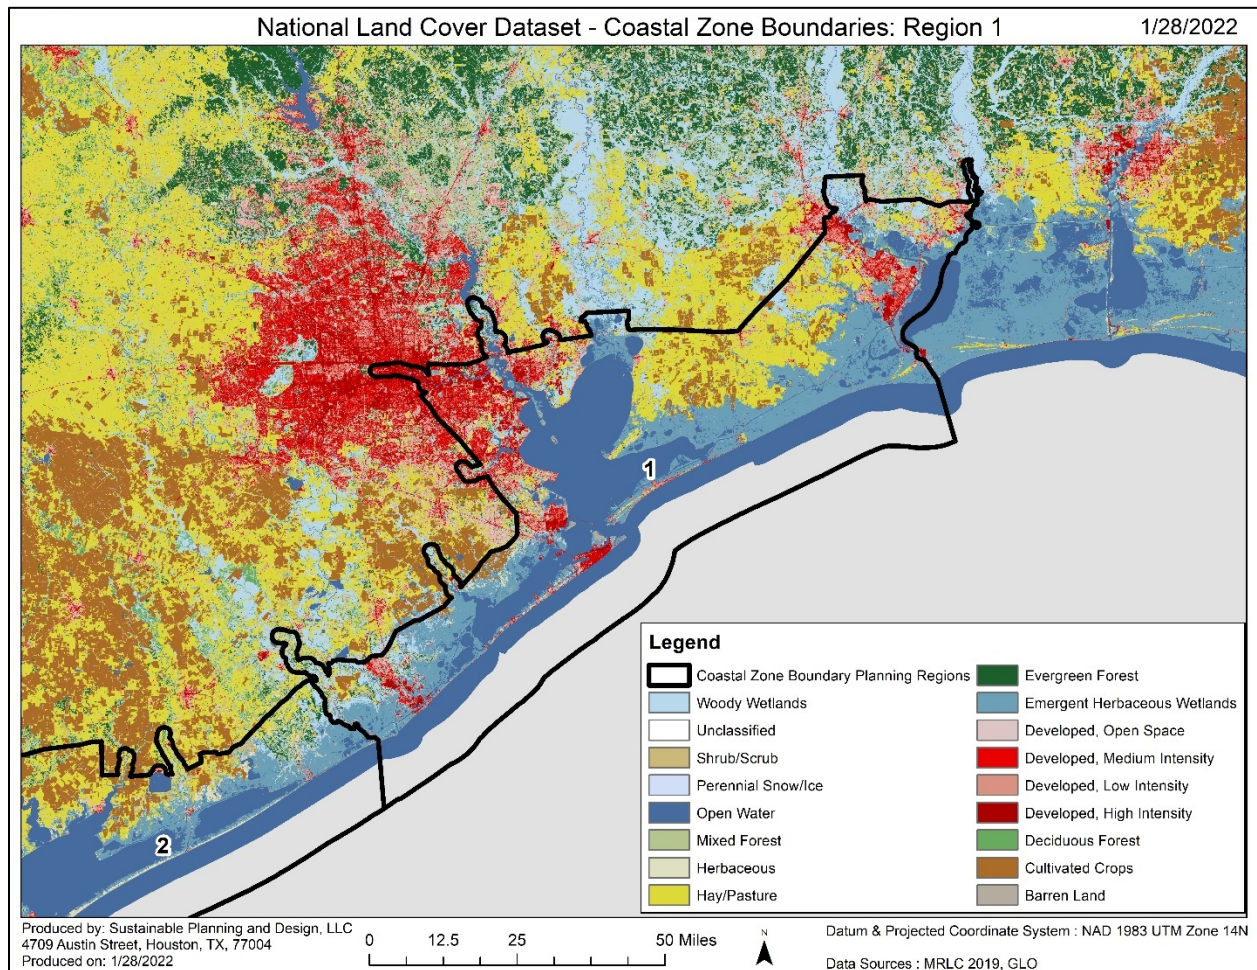 National Land Cover Dataset - Coastal Zone Boundaries: Region 1
1/28/2022
1
2
Legend
Coastal Zone Boundary Planning Regions
Woody Wetlands
Unclassified
Shrub/Scrub
Perennial Snow/Ice
Open Water
Mixed Forest
Herbaceous
Hay/Pasture
Evergreen Forest
Emergent Herbaceous Wetlands
Developed, Open Space
Developed, Medium Intensity
Developed, Low Intensity
Developed, High Intensity
Deciduous Forest
Cultivated Crops
Barren Land
Produced by: Sustainable Planning and Design, LLC
4709 Austin Street, Houston, TX, 77004
Produced on: 1/28/2022
0 12.5 25 50 Miles
N
Datum & Projected Coordinate System : NAD 1983 UTM Zone 14N
Data Sources : MRLC 2019, GLO